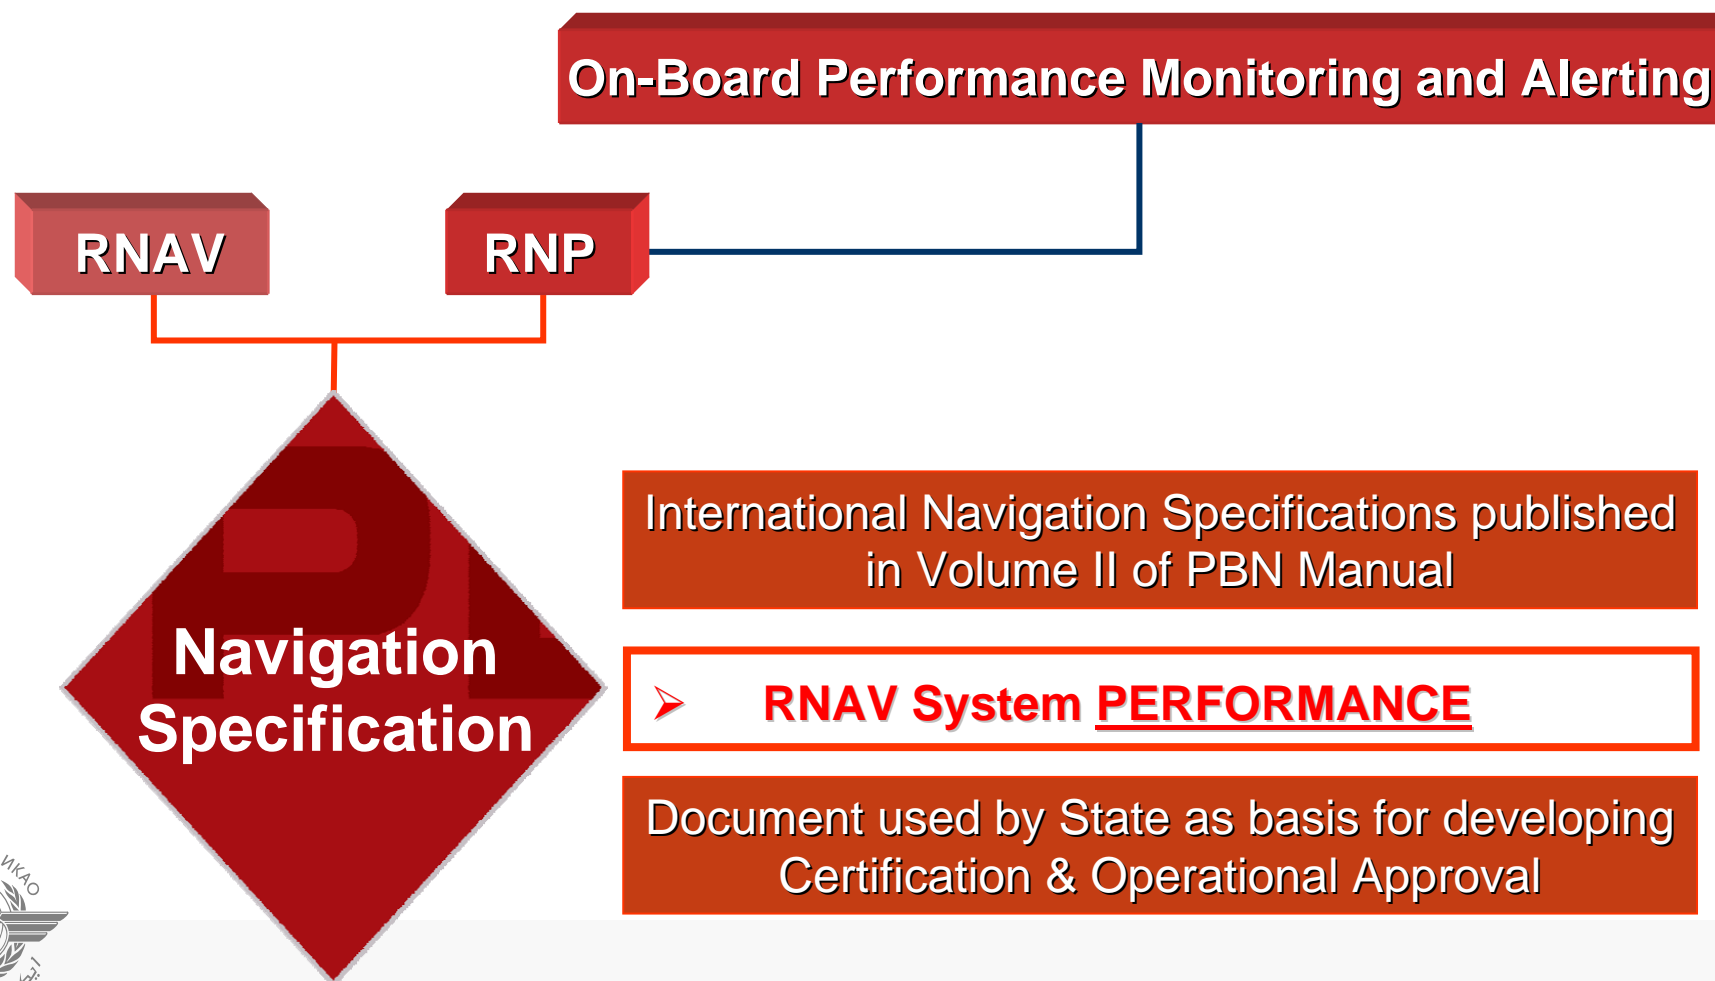 On-Board Performance Monitoring and Alerting
RNAV
RNP
Navigation
Specification
International Navigation Specifications published
in Volume II of PBN Manual
➢ RNAV System PERFORMANCE
Document used by State as basis for developing
Certification & Operational Approval
ИКАО